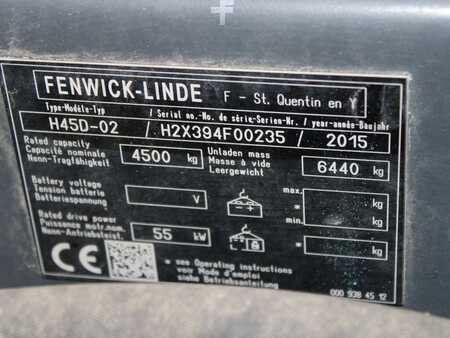 FENWICK-LINDE F - St. Quentin en Y
Type-Modèle-Typ / Serial no.-No. de série-Serien-Nr. / year-année-Baujahr
H45D-02 / H2X394F00235 / 2015
Rated capacity
Capacité nominale
Nenn-Tragfähigkeit
4500 kg
Unladen mass
Masse à vide
Leergewicht
6440 kg
Battery voltage
Tension batterie
Batteriespannung
V
max.
*
min.
kg
kg
Rated drive power
Puissance motr.nom.
Nenn-Antriebsleist.
55 kW
L
*
kg
CE
* see Operating instructions
voir Mode d'emploi
siehe Betriebsanleitung
000 938 45 12